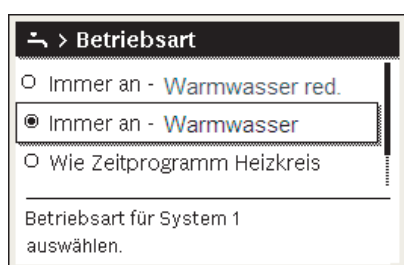 > Betriebsart
Immer an - Warmwasser red.
Immer an - Warmwasser
Wie Zeitprogramm Heizkreis
Betriebsart für System 1
auswählen.